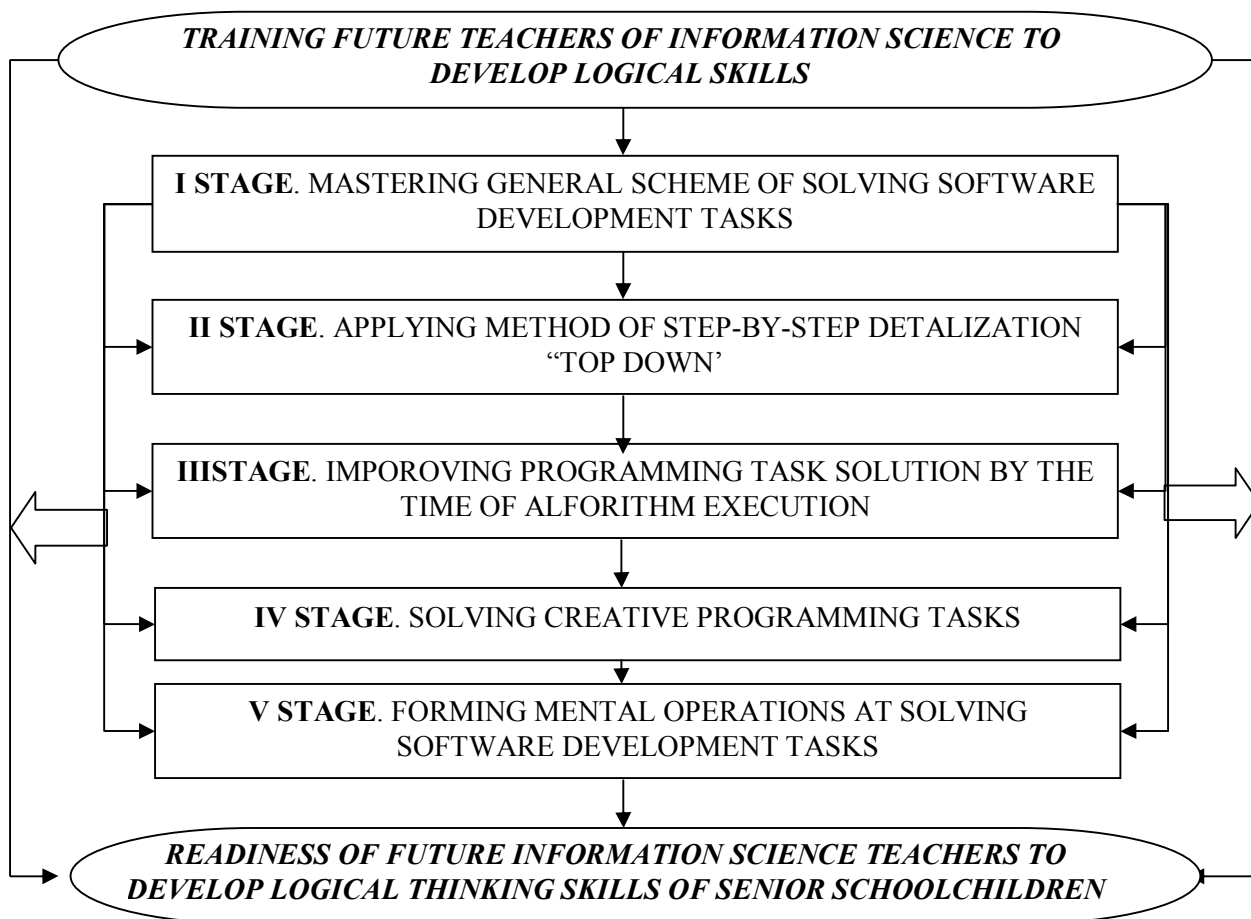 TRAINING FUTURE TEACHERS OF INFORMATION SCIENCE TO
DEVELOP LOGICAL SKILLS
I STAGE. MASTERING GENERAL SCHEME OF SOLVING SOFTWARE
DEVELOPMENT TASKS
II STAGE. APPLYING METHOD OF STEP-BY-STEP DETALIZATION
“TOP DOWN’
IIISTAGE. IMPOROVING PROGRAMMING TASK SOLUTION BY THE
TIME OF ALFORITHM EXECUTION
IV STAGE. SOLVING CREATIVE PROGRAMMING TASKS
V STAGE. FORMING MENTAL OPERATIONS AT SOLVING
SOFTWARE DEVELOPMENT TASKS
READINESS OF FUTURE INFORMATION SCIENCE TEACHERS TO
DEVELOP LOGICAL THINKING SKILLS OF SENIOR SCHOOLCHILDREN